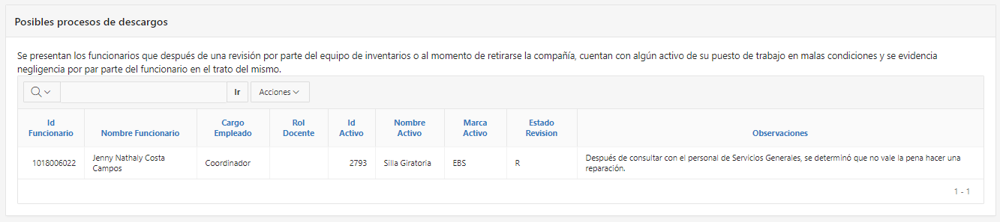 Posibles procesos de descargos
Se presentan los funcionarios que después de una revisión por parte del equipo de inventarios o al momento de retirarse la compañía, cuentan con algún activo de su puesto de trabajo en malas condiciones y se evidencia
negligencia por par parte del funcionario en el trato del mismo.
Ir Acciones
Id Funcionario Nombre Funcionario Cargo Empleado Rol Docente Id Activo Nombre Activo Marca Activo Estado Revision Observaciones
1018006022 Jenny Nathaly Costa Campos Coordinador 2793 Silla Giratoria EBS R Después de consultar con el personal de Servicios Generales, se determinó que no vale la pena hacer una reparación.
1 - 1